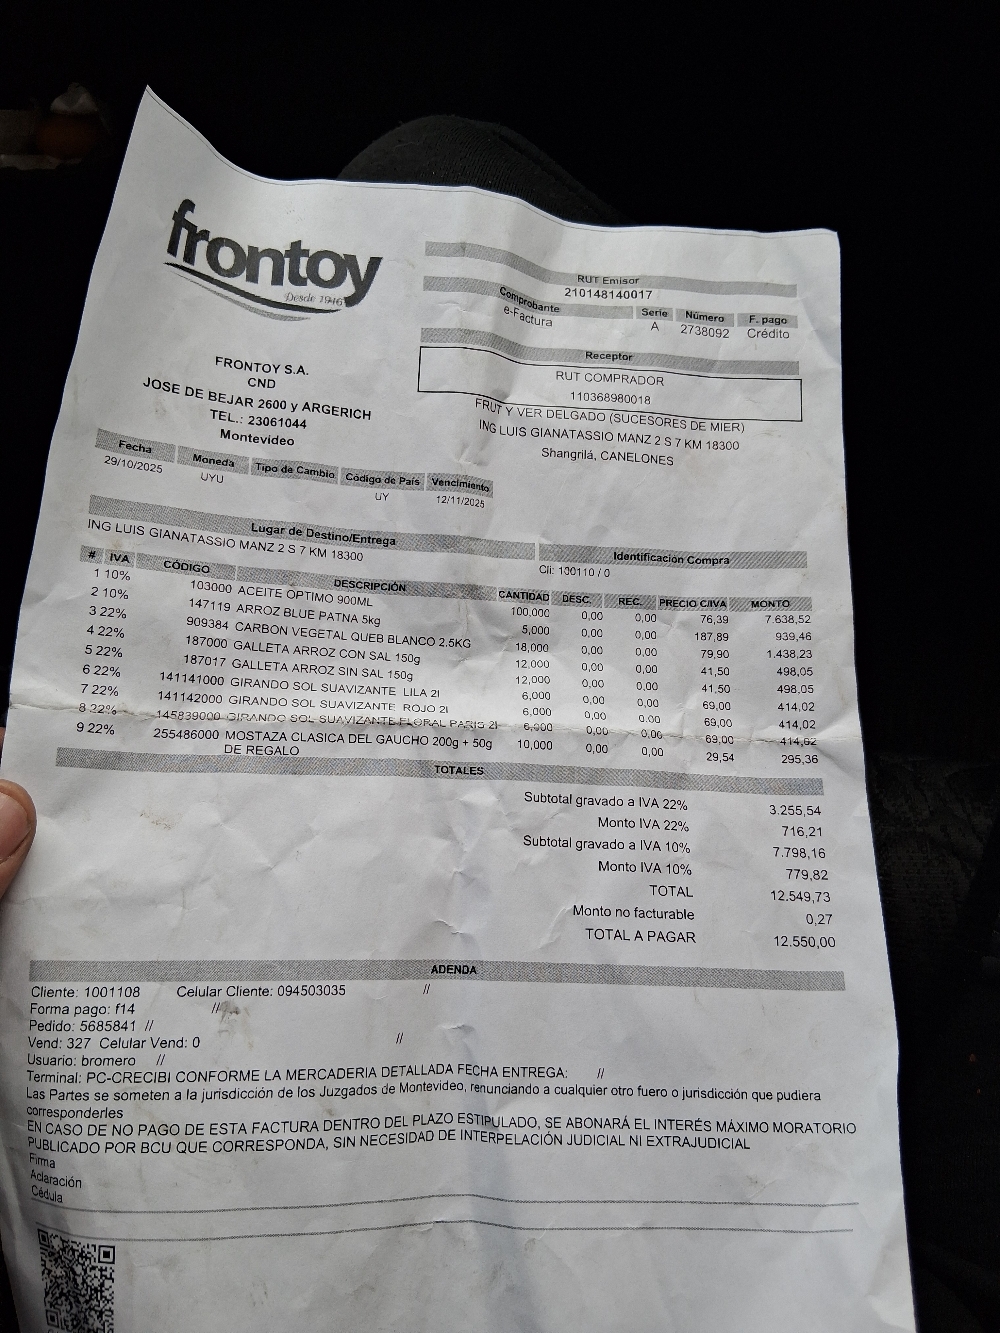 frontoy
Desde 1946
RUT Emisor
210148140017
Comprobante Serie Número F. pago
e-Factura A 2738092 Crédito
Receptor
RUT COMPRADOR
110368980018
FRUT Y VER DELGADO (SUCESORES DE MIER)
ING LUIS GIANATASSIO MANZ 2 S 7 KM 18300
Shangrilá, CANELONES
FRONTOY S.A.
CND
JOSE DE BEJAR 2600 y ARGERICH
TEL.: 23061044
Montevideo
Fecha Moneda Tipo de Cambio Código de País Vencimiento
29/10/2025 UYU UY 12/11/2025
Lugar de Destino/Entrega Identificación Compra
ING LUIS GIANATASSIO MANZ 2 S 7 KM 18300 Cli: 100110 / 0
# IVA CÓDIGO DESCRIPCIÓN CANTIDAD DESC. REC. PRECIO C/IVA MONTO
1 10% 103000 ACEITE OPTIMO 900ML 100,000 0,00 0,00 76,39 7.638,52
2 10% 147119 ARROZ BLUE PATNA 5kg 5,000 0,00 0,00 187,89 939,46
3 22% 909384 CARBON VEGETAL QUEB BLANCO 2.5KG 18,000 0,00 0,00 79,90 1.438,23
4 22% 187000 GALLETA ARROZ CON SAL 150g 12,000 0,00 0,00 41,50 498,05
5 22% 187017 GALLETA ARROZ SIN SAL 150g 12,000 0,00 0,00 41,50 498,05
6 22% 141141000 GIRANDO SOL SUAVIZANTE LILA 2l 6,000 0,00 0,00 69,00 414,02
7 22% 141142000 GIRANDO SOL SUAVIZANTE ROJO 2l 6,000 0,00 0,00 69,00 414,02
8 22% 145839000 GIRANDO SOL SUAVIZANTE FLORAL PARIS 2l 6,000 0,00 0,00 69,00 414,02
9 22% 255486000 MOSTAZA CLASICA DEL GAUCHO 200g + 50g 10,000 0,00 0,00 29,54 295,36
DE REGALO
TOTALES
Subtotal gravado a IVA 22% 3.255,54
Monto IVA 22% 716,21
Subtotal gravado a IVA 10% 7.798,16
Monto IVA 10% 779,82
TOTAL 12.549,73
Monto no facturable 0,27
TOTAL A PAGAR 12.550,00
ADENDA
Cliente: 1001108 Celular Cliente: 094503035 //
Forma pago: f14 //
Pedido: 5685841 //
Vend: 327 Celular Vend: 0 //
Usuario: bromero //
Terminal: PC-CRECIBI CONFORME LA MERCADERIA DETALLADA FECHA ENTREGA: //
Las Partes se someten a la jurisdicción de los Juzgados de Montevideo, renunciando a cualquier otro fuero o jurisdicción que pudiera
corresponderles
EN CASO DE NO PAGO DE ESTA FACTURA DENTRO DEL PLAZO ESTIPULADO, SE ABONARÁ EL INTERÉS MÁXIMO MORATORIO
PUBLICADO POR BCU QUE CORRESPONDA, SIN NECESIDAD DE INTERPELACIÓN JUDICIAL NI EXTRAJUDICIAL
Firma
Aclaración
Cédula